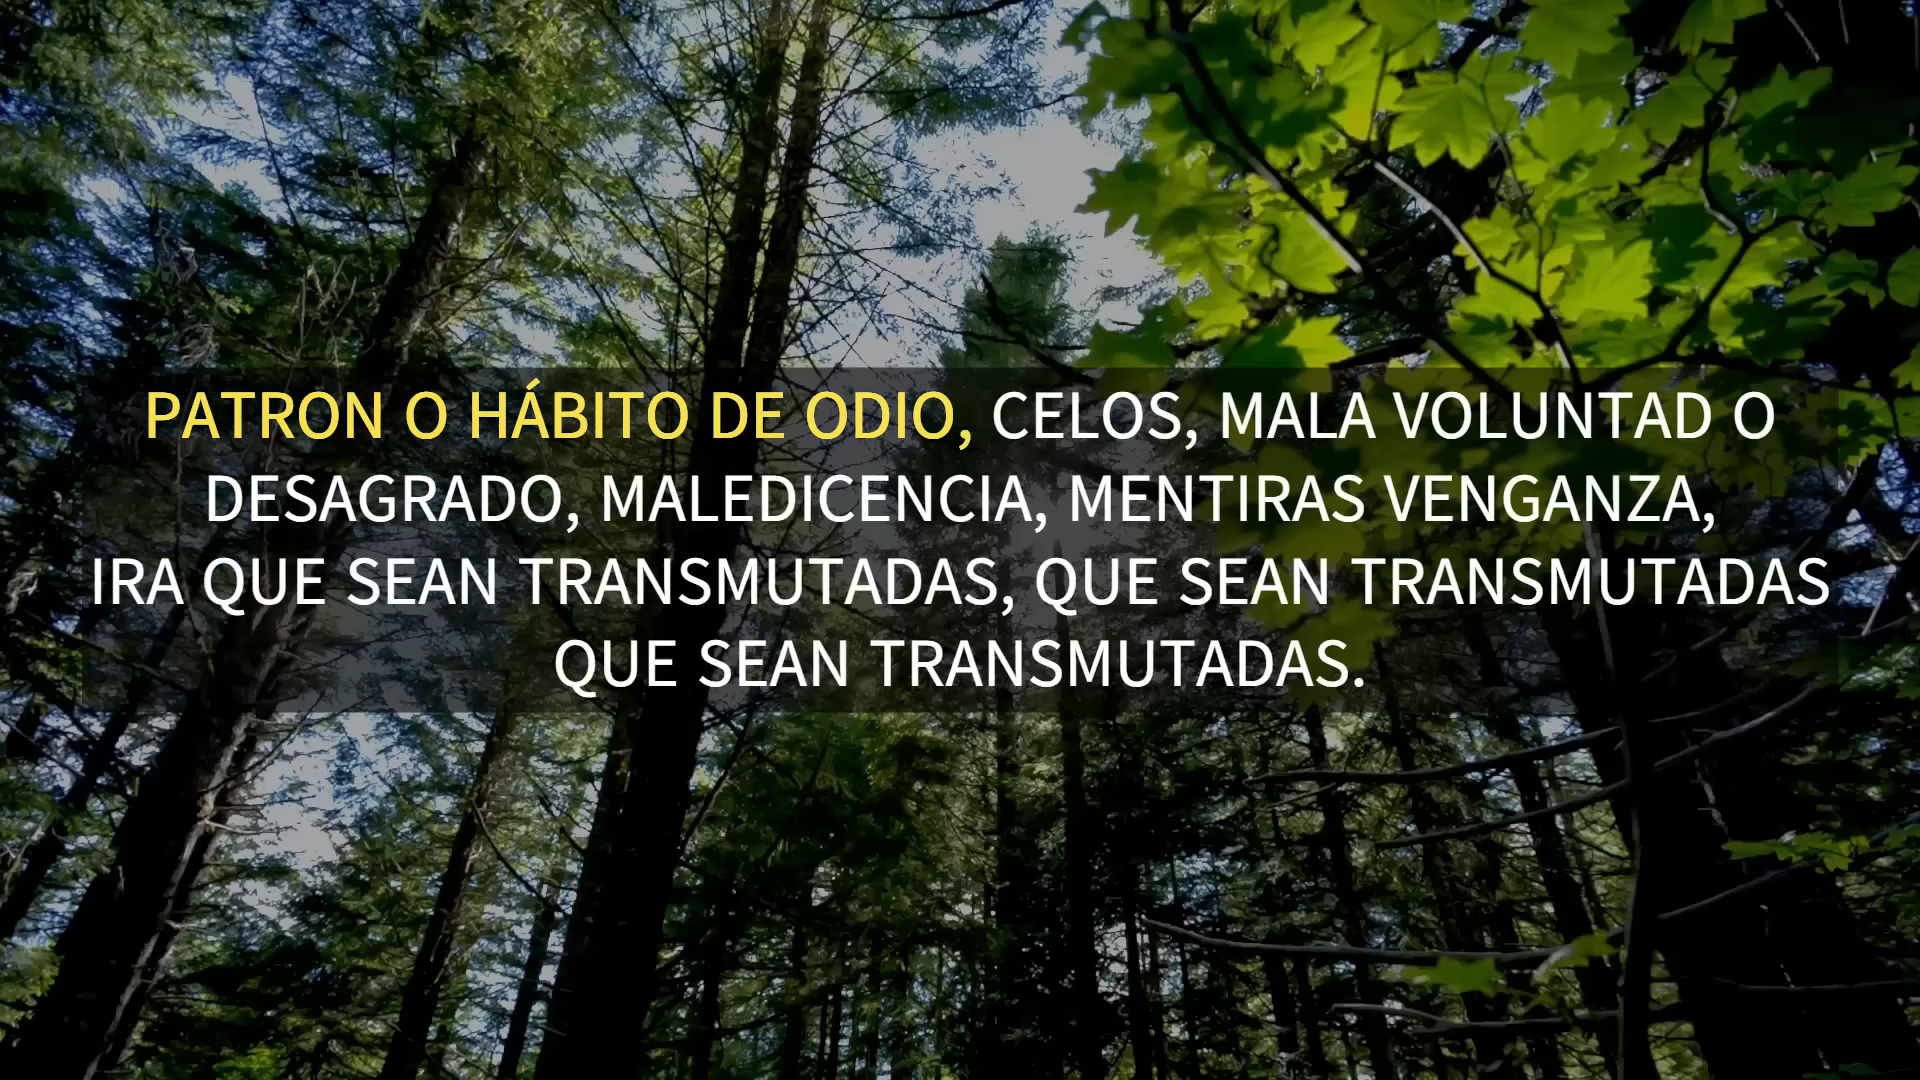 PATRON O HÁBITO DE ODIO, CELOS, MALA VOLUNTAD O
DESAGRADO, MALEDICENCIA, MENTIRAS VENGANZA,
IRA QUE SEAN TRANSMUTADAS, QUE SEAN TRANSMUTADAS
QUE SEAN TRANSMUTADAS.